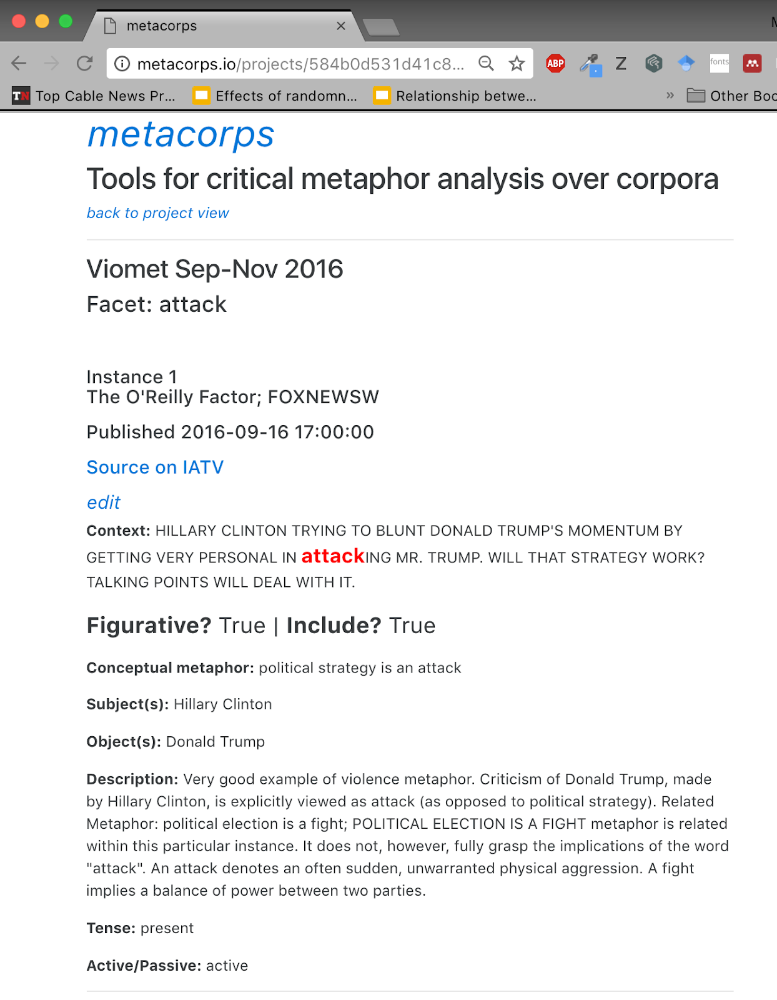 metacorps
metacorps.io/projects/584b0d531d41c8...
ABP
Z
fonts
TN Top Cable News Pr...
Effects of randomn...
Relationship betwe...
»
Other Boo
metacorps
Tools for critical metaphor analysis over corpora
back to project view
Viomet Sep-Nov 2016
Facet: attack
Instance 1
The O'Reilly Factor; FOXNEWSW
Published 2016-09-16 17:00:00
Source on IATV
edit
Context: HILLARY CLINTON TRYING TO BLUNT DONALD TRUMP'S MOMENTUM BY
GETTING VERY PERSONAL IN attackING MR. TRUMP. WILL THAT STRATEGY WORK?
TALKING POINTS WILL DEAL WITH IT.
Figurative? True | Include? True
Conceptual metaphor: political strategy is an attack
Subject(s): Hillary Clinton
Object(s): Donald Trump
Description: Very good example of violence metaphor. Criticism of Donald Trump, made
by Hillary Clinton, is explicitly viewed as attack (as opposed to political strategy). Related
Metaphor: political election is a fight; POLITICAL ELECTION IS A FIGHT metaphor is related
within this particular instance. It does not, however, fully grasp the implications of the word
"attack". An attack denotes an often sudden, unwarranted physical aggression. A fight
implies a balance of power between two parties.
Tense: present
Active/Passive: active